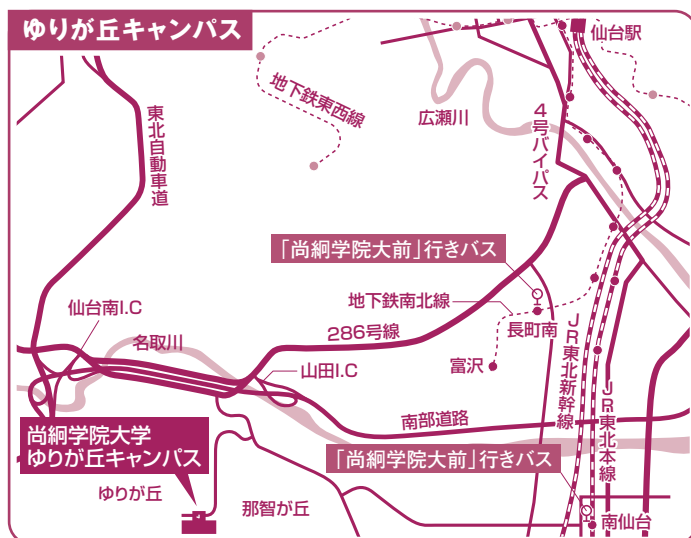 ゆりが丘キャンパス
仙台駅
地下鉄東西線
広瀬川
4号バイパス
東北自動車道
「尚絅学院大前」行きバス
仙台南I.C
地下鉄南北線
名取川
286号線
長町南
JR東北新幹線
富沢
山田I.C
JR東北本線
南部道路
尚絅学院大学
ゆりが丘キャンパス
「尚絅学院大前」行きバス
ゆりが丘
那智が丘
南仙台